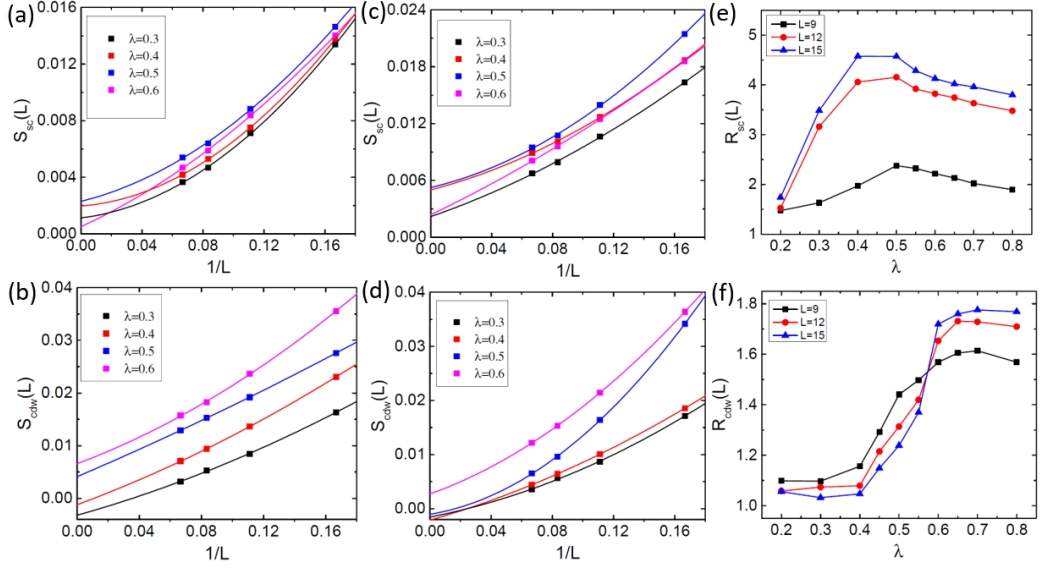 (a)
S_sc(L)
0.016
0.012
0.008
0.004
0.000
λ=0.3
λ=0.4
λ=0.5
λ=0.6
0.00 0.04 0.08 0.12 0.16
1/L
(c)
S_sc(L)
0.024
0.018
0.012
0.006
0.000
λ=0.3
λ=0.4
λ=0.5
λ=0.6
0.00 0.04 0.08 0.12 0.16
1/L
(e)
R_sc(L)
5
4
3
2
1
L=9
L=12
L=15
0.2 0.3 0.4 0.5 0.6 0.7 0.8
λ
(b)
S_cdw(L)
0.04
0.03
0.02
0.01
0.00
λ=0.3
λ=0.4
λ=0.5
λ=0.6
0.00 0.04 0.08 0.12 0.16
1/L
(d)
S_cdw(L)
0.04
0.03
0.02
0.01
0.00
λ=0.3
λ=0.4
λ=0.5
λ=0.6
0.00 0.04 0.08 0.12 0.16
1/L
(f)
R_cdw(L)
1.8
1.6
1.4
1.2
1.0
L=9
L=12
L=15
0.2 0.3 0.4 0.5 0.6 0.7 0.8
λ